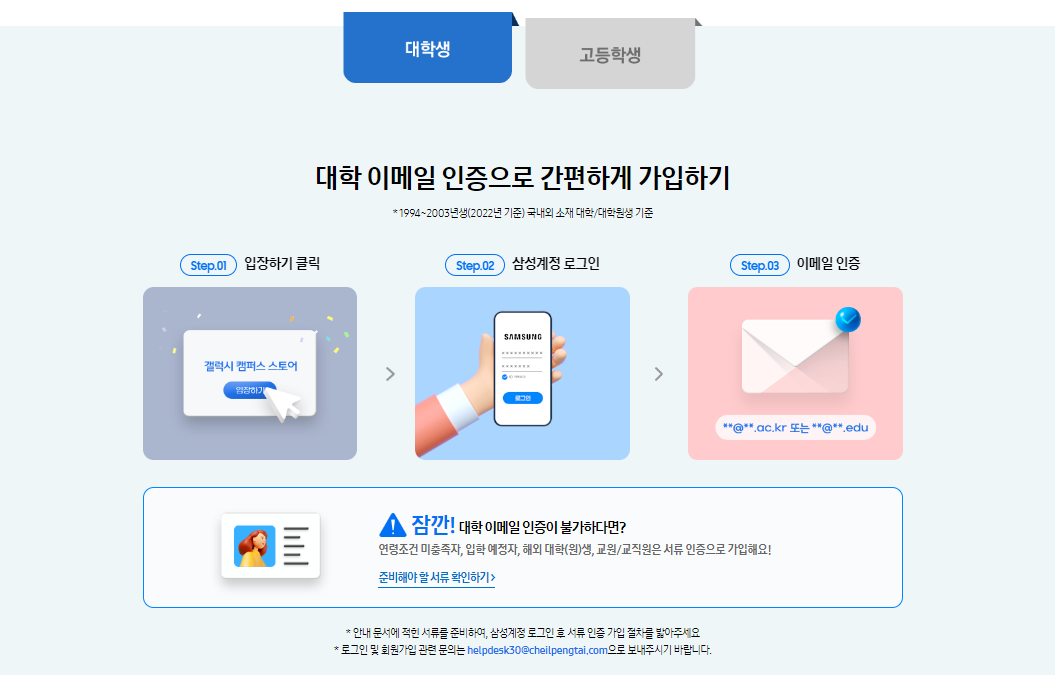 대학생
고등학생
대학 이메일 인증으로 간편하게 가입하기
*1994~2003년생(2022년 기준) 국내외 소재 대학/대학원생 기준
Step.01 입장하기 클릭
Step.02 삼성계정 로그인
Step.03 이메일 인증
갤럭시 캠퍼스 스토어
입장하기
SAMSUNG
로그인
**@**.ac.kr 또는 **@**.edu
잠깐! 대학 이메일 인증이 불가하다면?
연령조건 미충족자, 입학 예정자, 해외 대학(원)생, 교원/교직원은 서류 인증으로 가입해요!
준비해야 할 서류 확인하기 >
* 안내 문서에 적힌 서류를 준비하여, 삼성계정 로그인 후 서류 인증 가입 절차를 밟아주세요
* 로그인 및 회원가입 관련 문의는 helpdesk30@cheilpengtai.com으로 보내주시기 바랍니다.